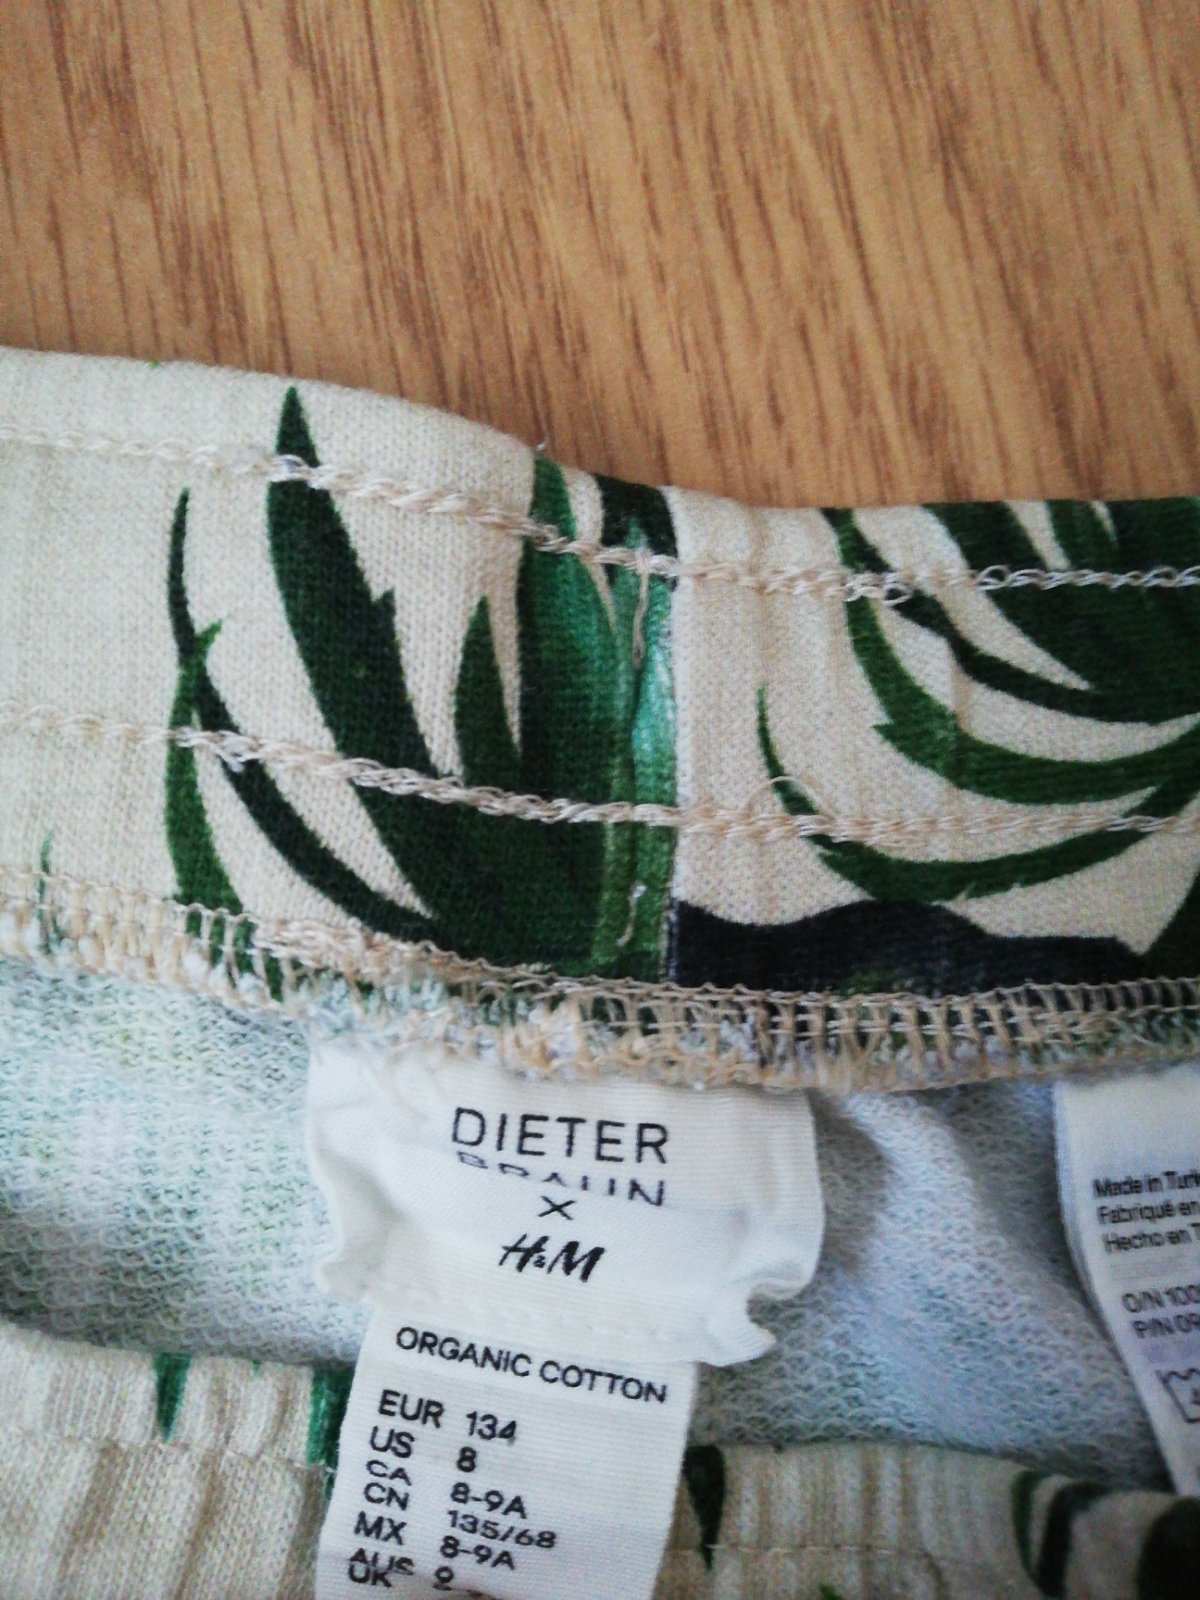 DIETER
BRAUN
X
H&M
ORGANIC COTTON
EUR 134
US 8
CA 8-9A
CN 135/68
MX 8-9A
AUS
UK
Made in
Fabriqué en
Hecho en
O/N
P/N